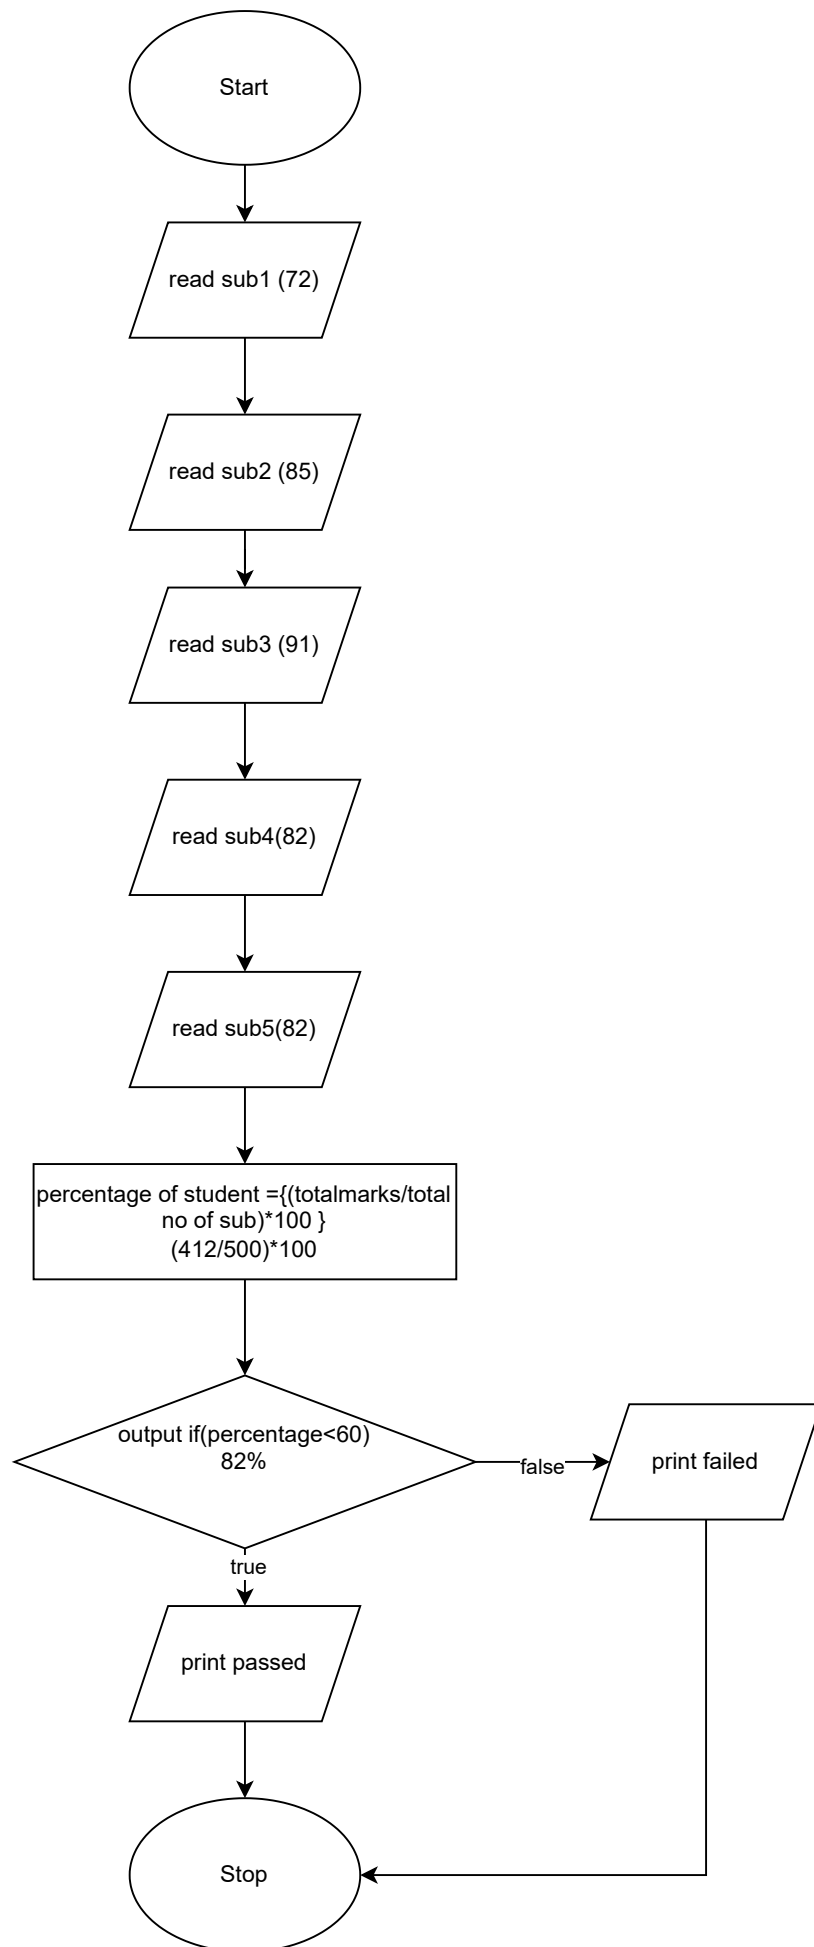 Start
read sub1 (72)
read sub2 (85)
read sub3 (91)
read sub4(82)
read sub5(82)
percentage of student ={(totalmarks/total
no of sub)*100 }
(412/500)*100
output if(percentage<60)
82%
false
print failed
true
print passed
Stop